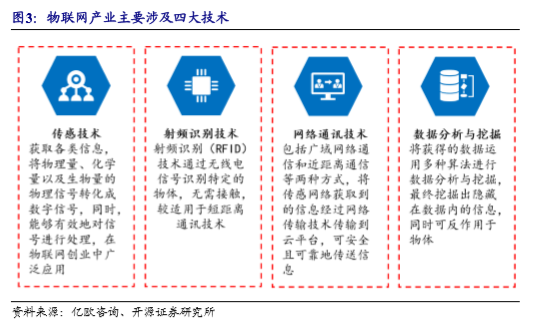 图3：物联网产业主要涉及四大技术
传感技术
获取各类信息，
将物理量、化学
量以及生物量的
物理信号转化成
数字信号，同时，
能够有效地对信
号进行处理，在
物联网创业中广
泛应用
射频识别技术
射频识别（RFID）
技术通过无线电
信号识别特定的
物体，无需接触，
较适用于短距离
通讯技术
网络通讯技术
包括广域网络通
信和近距离通信
等两种方式，将
传感网络获取到
的信息经过网络
传输技术传输到
云平台，可安全
且可靠地传送信
息
数据分析与挖掘
将获得的数据运
用多种算法进行
数据分析与挖掘，
最终挖掘出隐藏
在数据内的信息，
同时可反作用于
物体
资料来源：亿欧咨询、开源证券研究所